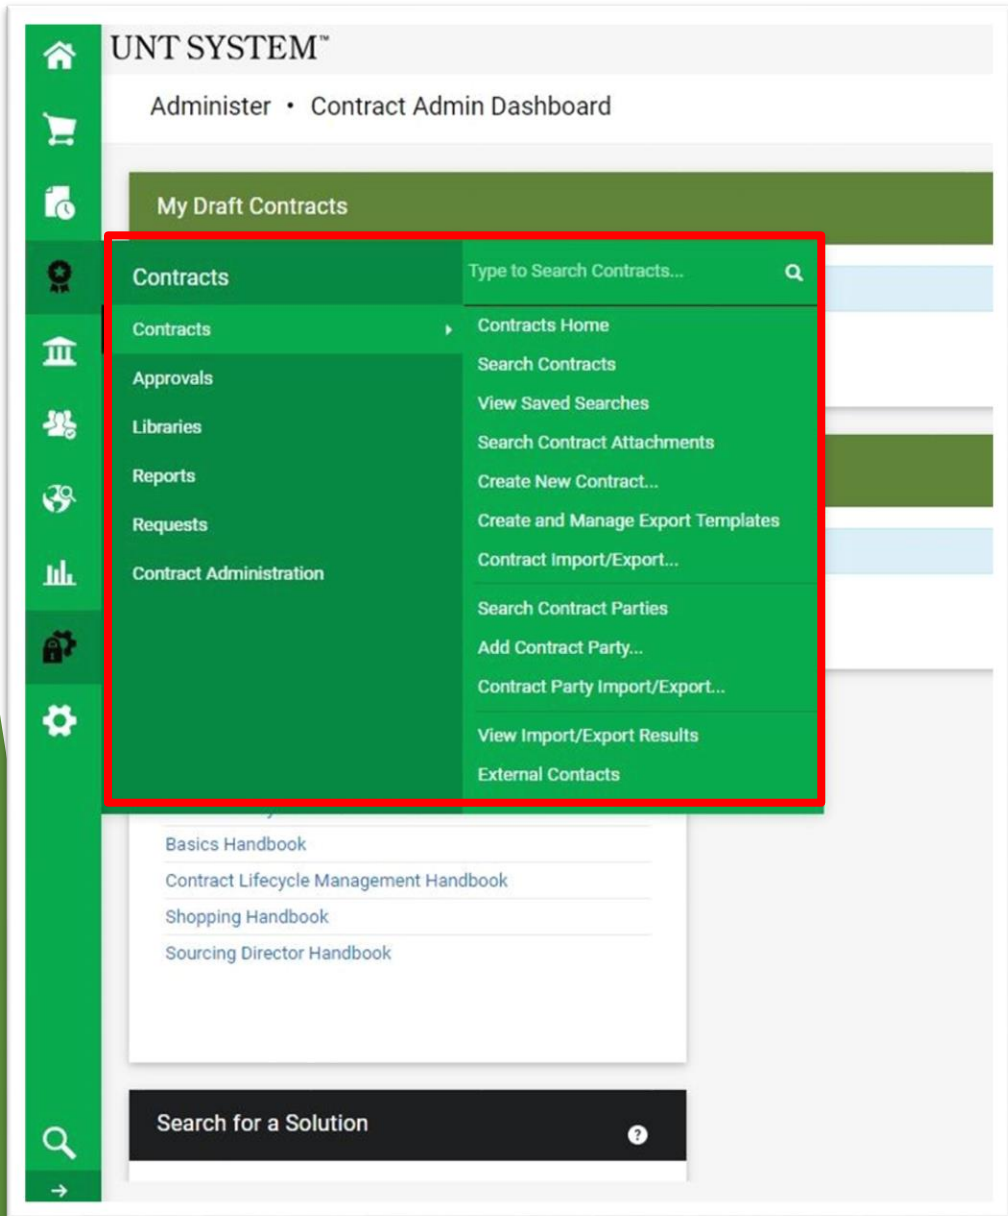 UNT SYSTEM™
Administer • Contract Admin Dashboard
My Draft Contracts
Contracts
Contracts
Approvals
Libraries
Reports
Requests
Contract Administration
Type to Search Contracts...
Contracts Home
Search Contracts
View Saved Searches
Search Contract Attachments
Create New Contract...
Create and Manage Export Templates
Contract Import/Export...
Search Contract Parties
Add Contract Party...
Contract Party Import/Export...
View Import/Export Results
External Contacts
Basics Handbook
Contract Lifecycle Management Handbook
Shopping Handbook
Sourcing Director Handbook
Search for a Solution
?